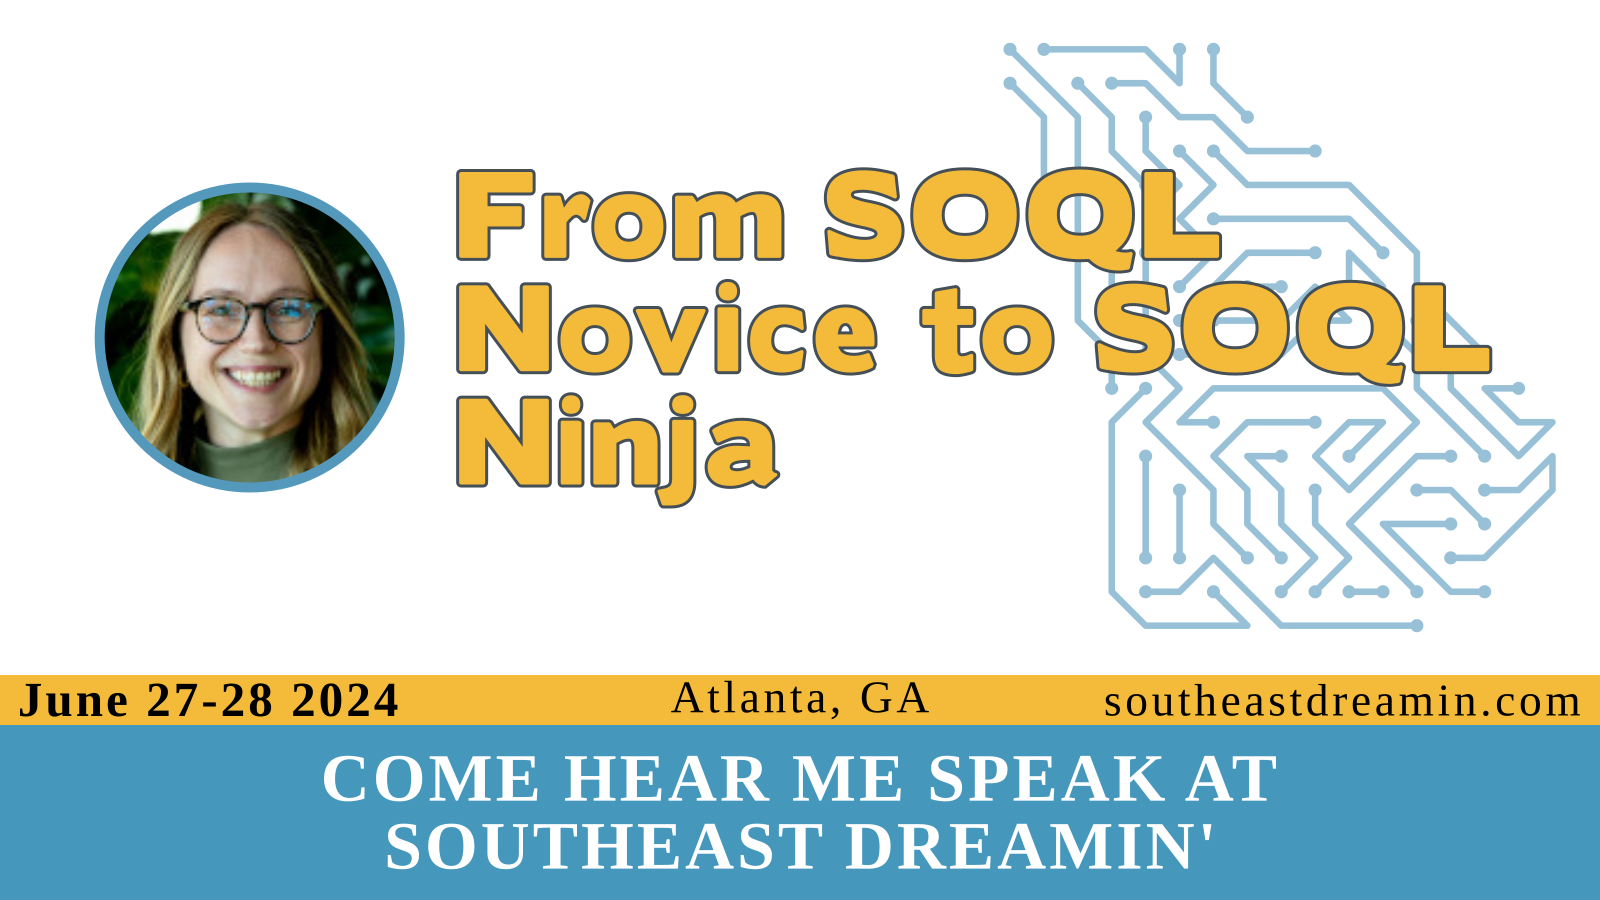 From SOQL
Novice to SOQL
Ninja
June 27-28 2024
Atlanta, GA
southeastdreamin.com
COME HEAR ME SPEAK AT
SOUTHEAST DREAMIN'